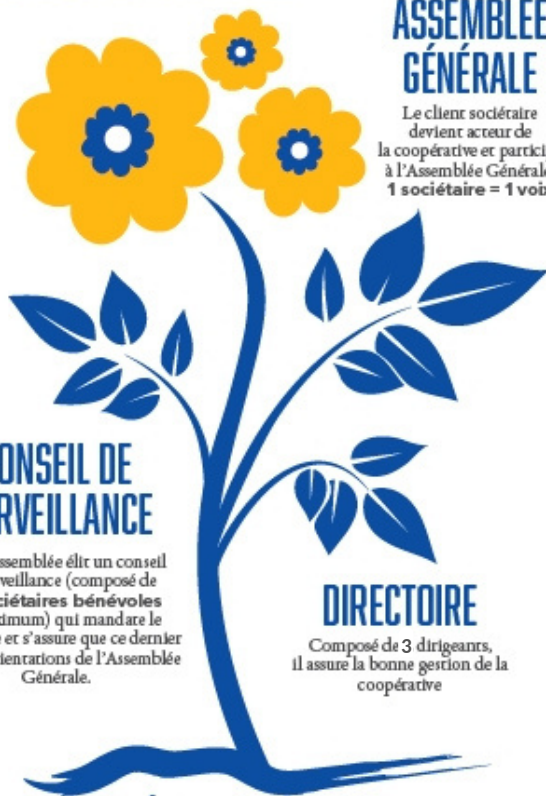 ASSEMBLÉE
GÉNÉRALE
Le client sociétaire
devient acteur de
la coopérative et partici
à l'Assemblée Générale
1 sociétaire = 1 voix
ONSEIL DE
RVEILLANCE
ssemblée élit un conseil
veillance (composé de
ciétaires bénévoles
imum) qui mandate le
et s'assure que ce dernier
ientations de l'Assemblée
Générale.
DIRECTOIRE
Composé de 3 dirigeants,
il assure la bonne gestion de la
coopérative